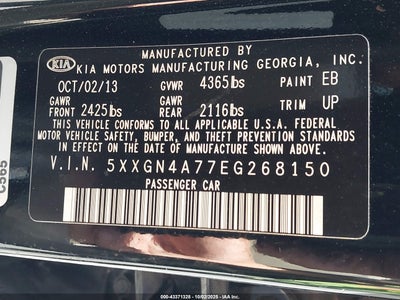 MANUFACTURED BY
KIA KIA MOTORS MANUFACTURING GEORGIA, INC.
OCT/02/13 GVWR 4365lbs PAINT EB
GAWR FRONT 2425lbs GAWR REAR 2116lbs TRIM UP
THIS VEHICLE CONFORMS TO ALL APPLICABLE U.S.A. FEDERAL
MOTOR VEHICLE SAFETY, BUMPER, AND THEFT PREVENTION
STANDARDS IN EFFECT ON THE DATE OF MANUFACTURE SHOWN ABOVE.
V.I.N. 5XXGN4A77EG268150
PASSENGER CAR
C565
000-43371328 - 10/02/2025 - IAA Inc.